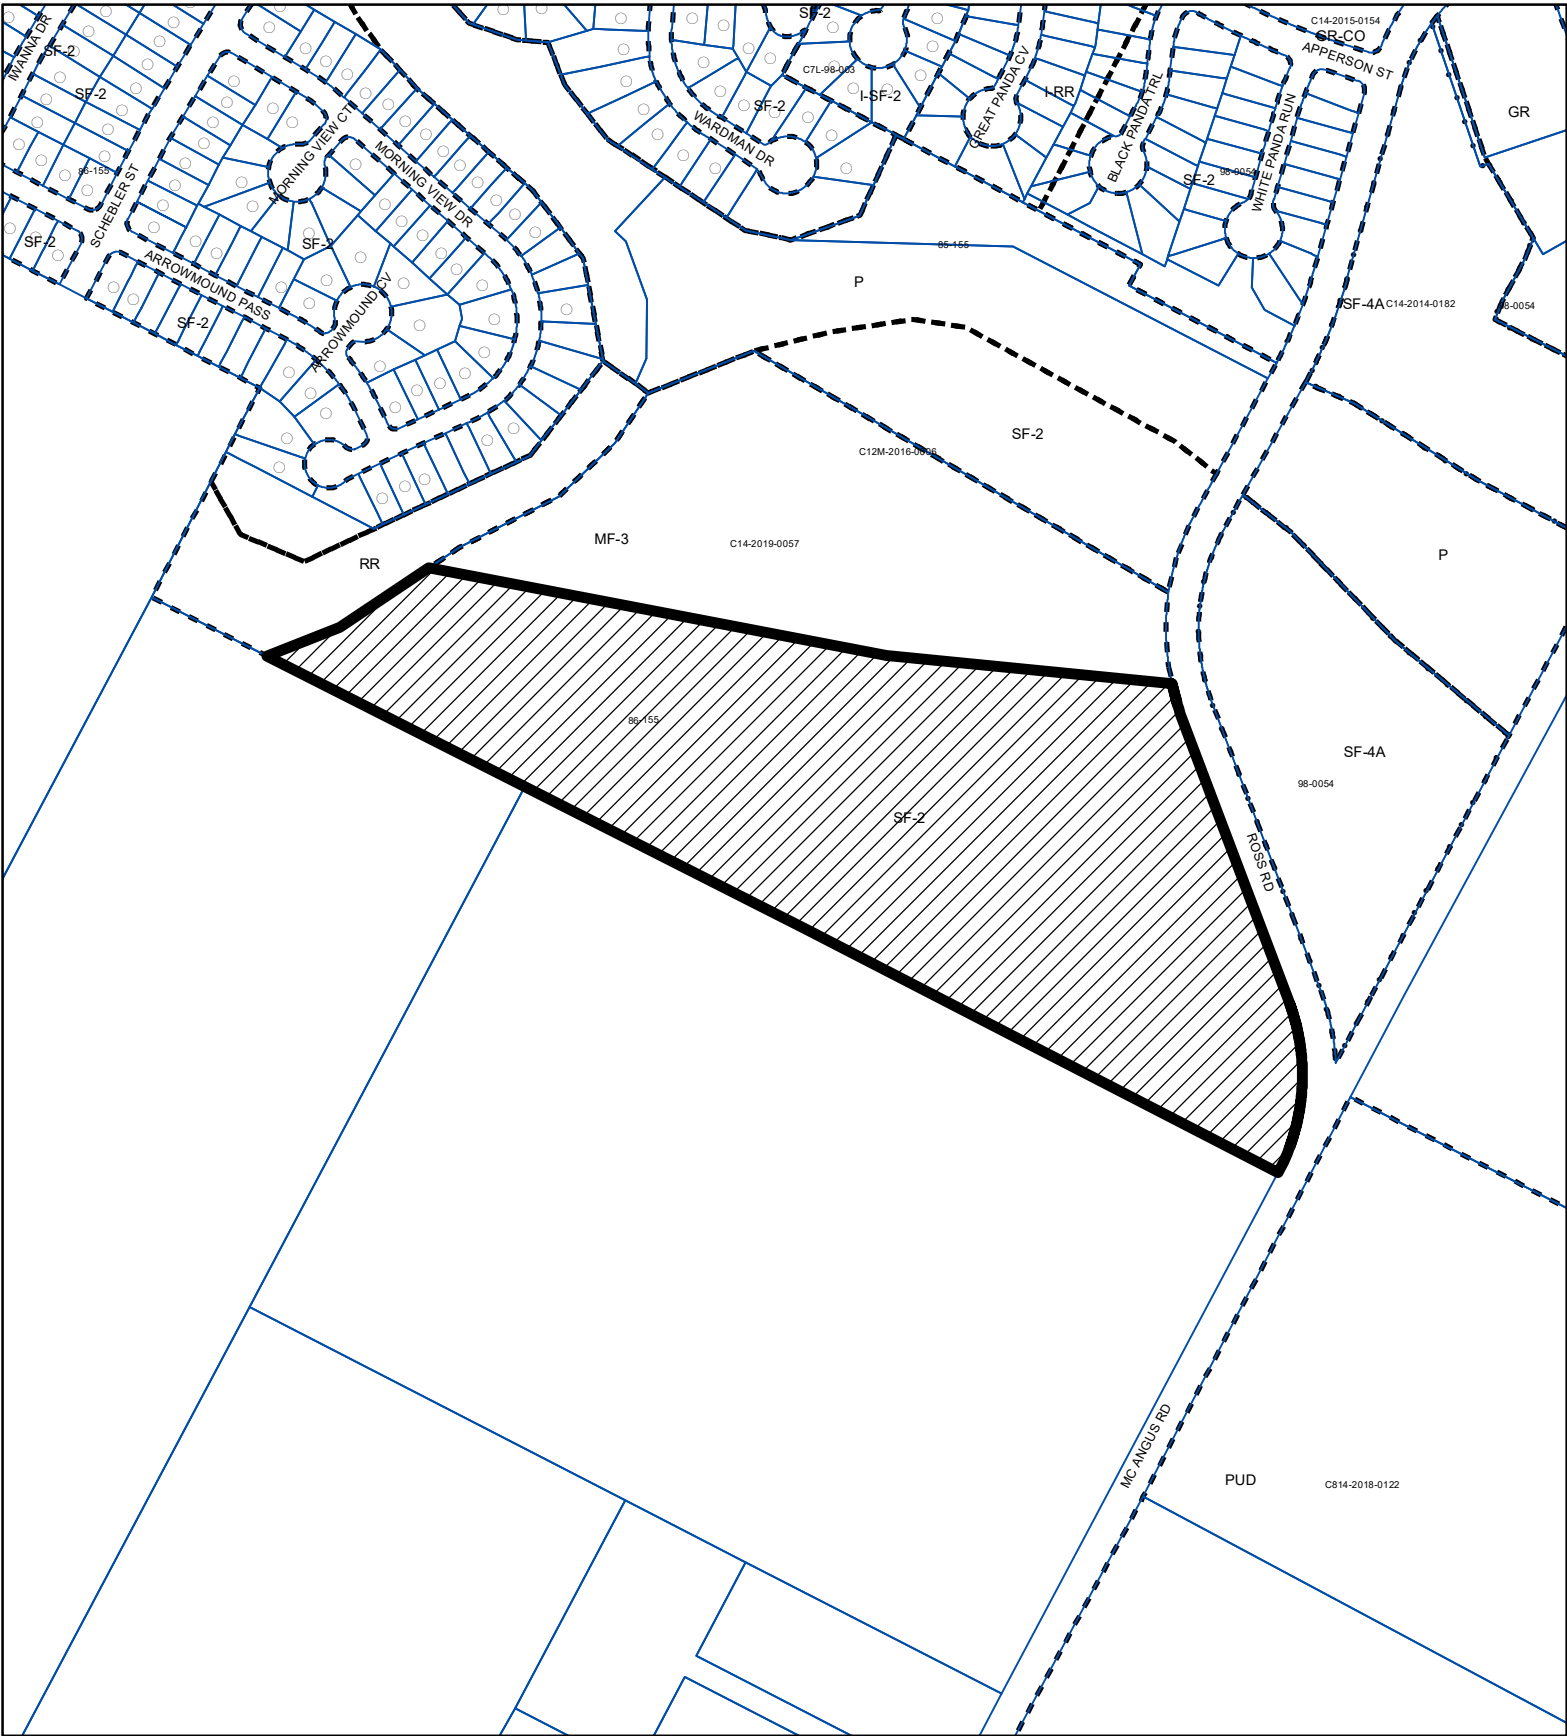 IWANNA DR
SF-2
SF-2
86-155
SCHEBLER ST
SF-2
MORNING VIEW CT
MORNING VIEW DR
SF-2
ARROWMOUND PASS
SF-2
ARROWMOUND CV
SF-2
C7L-98-003
I-SF-2
SF-2
WARDMAN DR
GREAT PANDA CV
I-RR
BLACK PANDA TRL
SF-2
98-0054
WHITE PANDA RUN
C14-2015-0154
GR-CO
APPERSON ST
GR
85-155
P
SF-4A
C14-2014-0182
98-0054
SF-2
C12M-2016-0006
MF-3
C14-2019-0057
RR
P
86-155
SF-2
SF-4A
98-0054
ROSS RD
MC ANGUS RD
PUD
C814-2018-0122